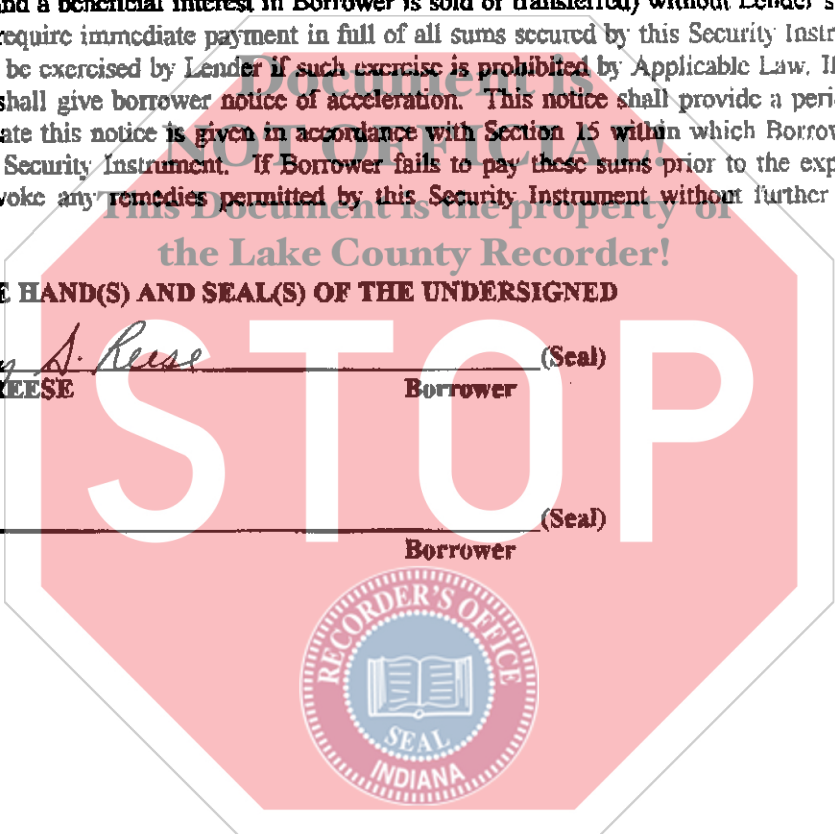 and a beneficial interest in Borrower is sold or transferred) without Lender's
require immediate payment in full of all sums secured by this Security Instr
be exercised by Lender if such exercise is prohibited by Applicable Law. If
shall give borrower notice of acceleration. This notice shall provide a peri
ate this notice is given in accordance with Section 15 within which Borrow
Security Instrument. If Borrower fails to pay these sums prior to the exp
voke any remedies permitted by this Security Instrument without further
Document is
NOT OFFICIAL!
This Document is the property of
the Lake County Recorder!
E HAND(S) AND SEAL(S) OF THE UNDERSIGNED
S. Reese (Seal)
REESE Borrower
STOP
(Seal)
Borrower
RECORDER'S OFFICE
SEAL
INDIANA